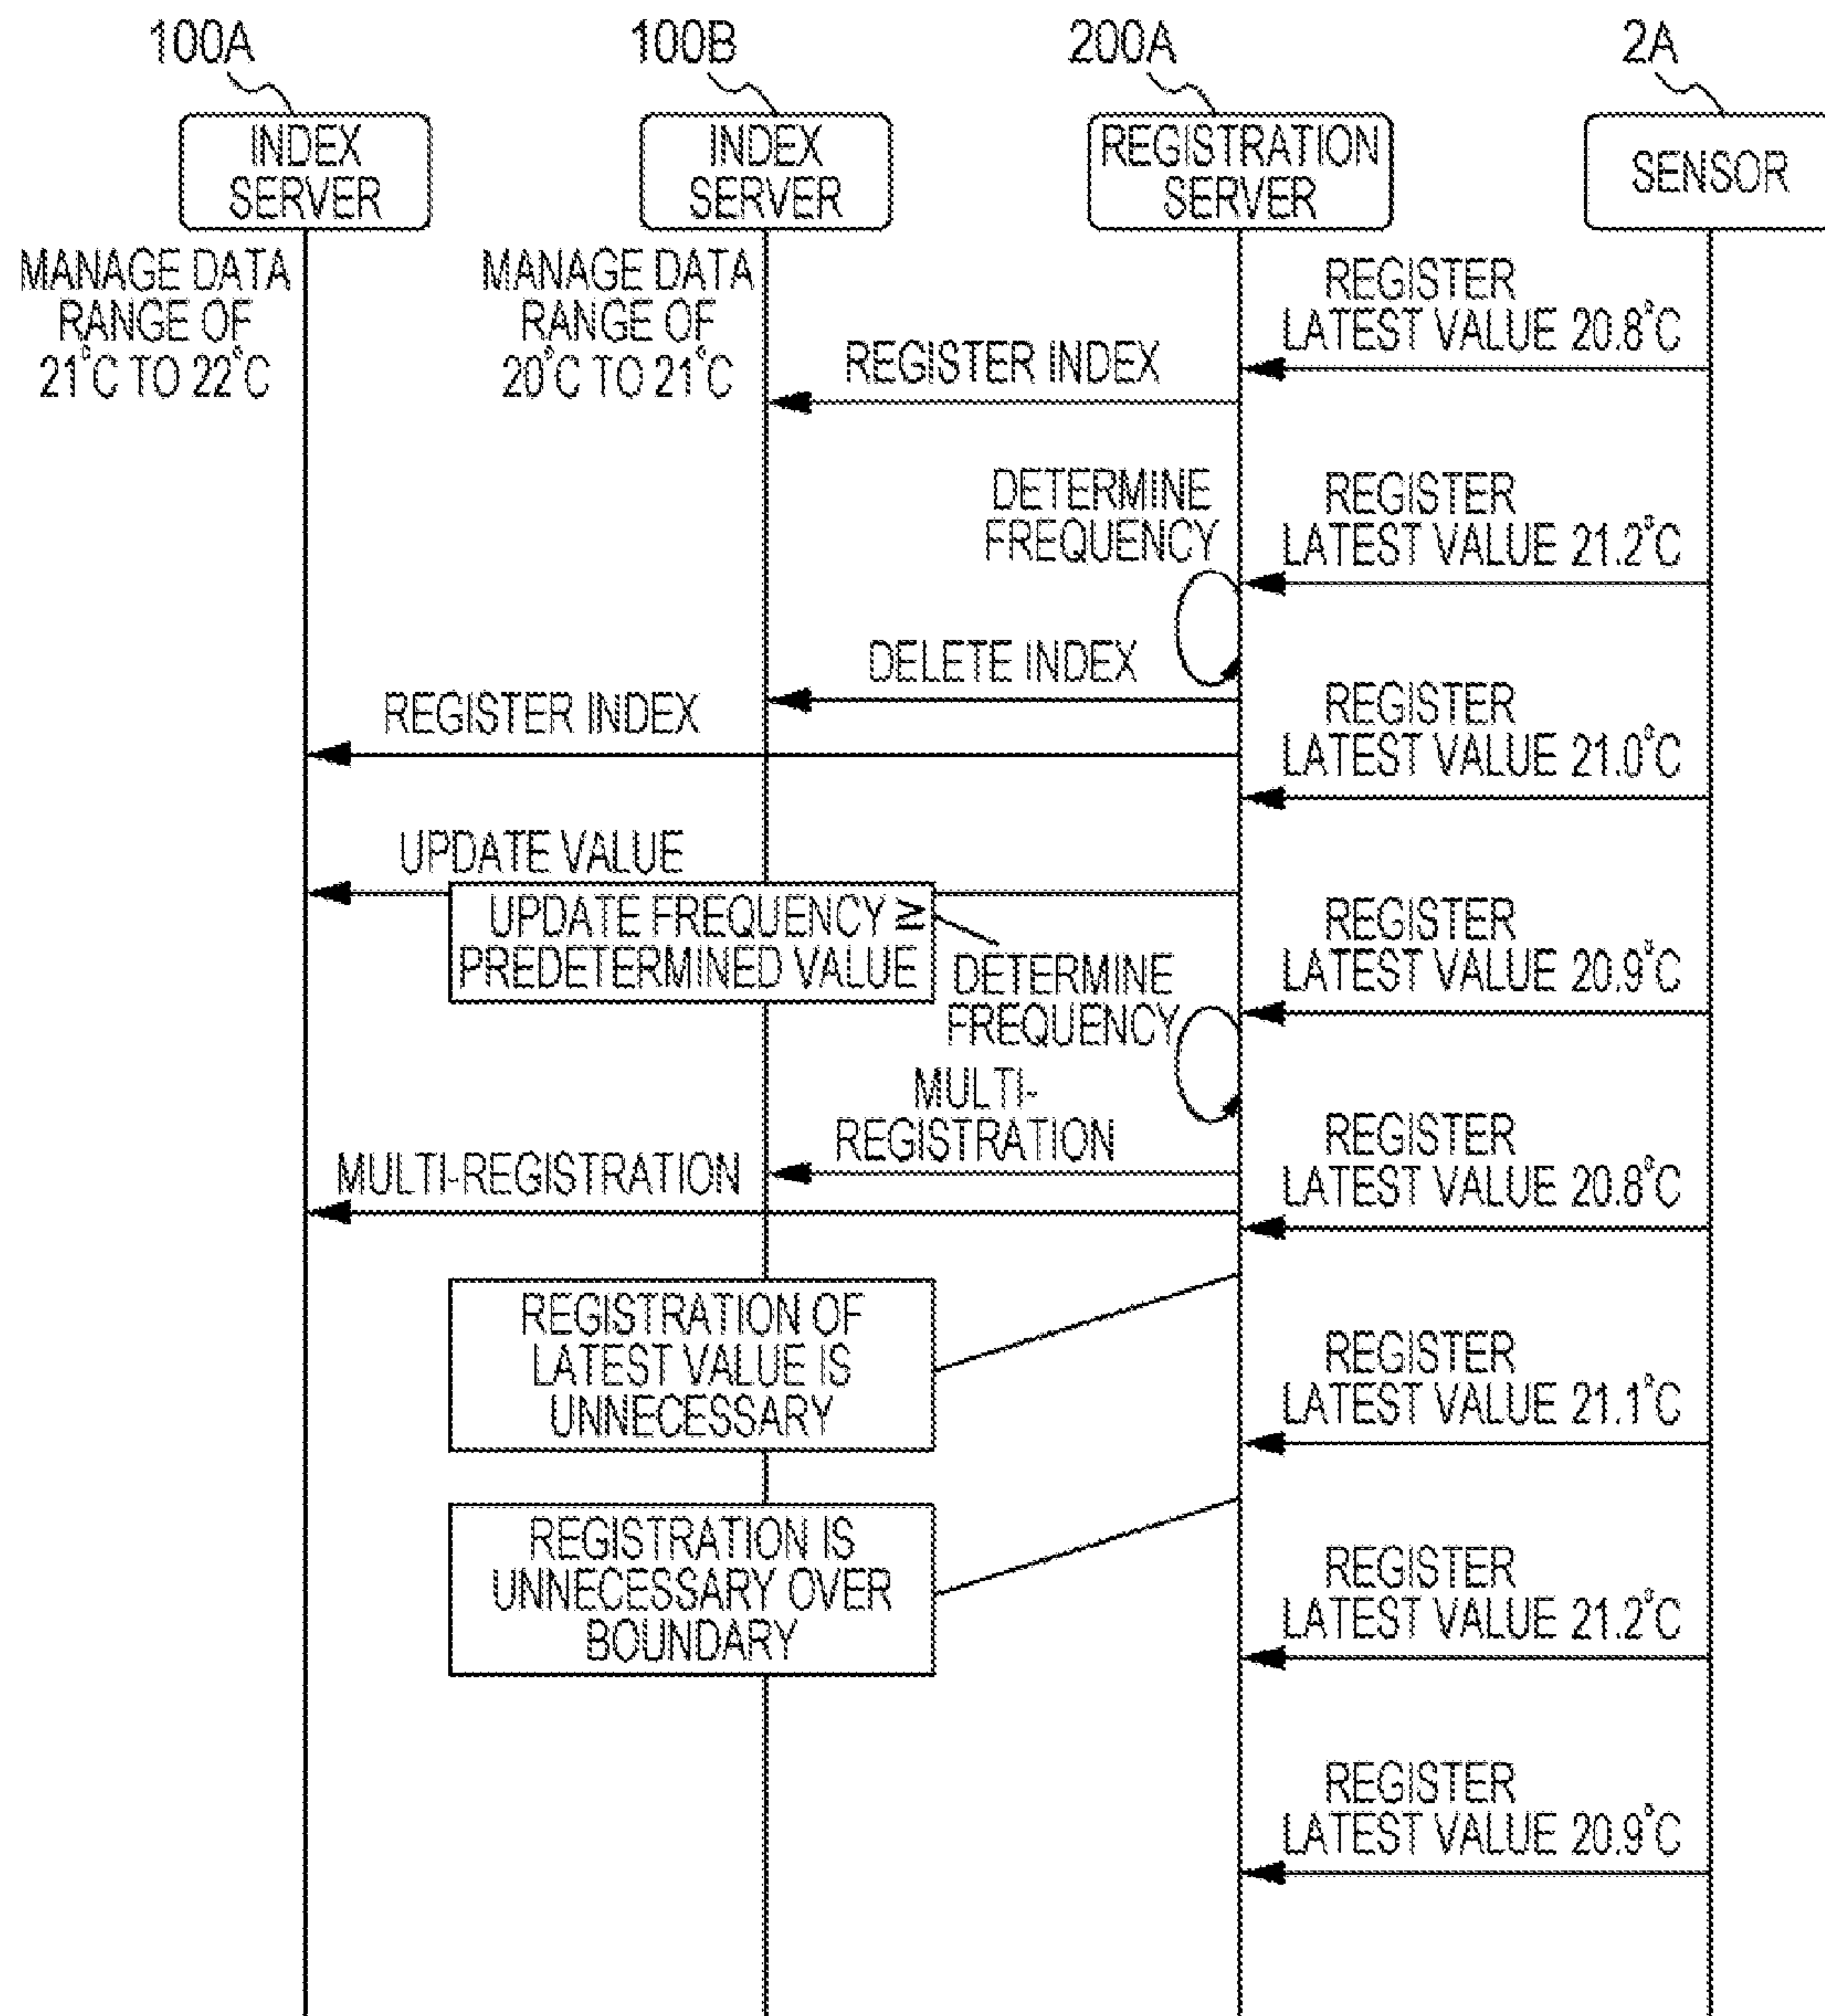 100A
100B
200A
2A
INDEX
SERVER
INDEX
SERVER
REGISTRATION
SERVER
SENSOR
MANAGE DATA
RANGE OF
21°C TO 22°C
MANAGE DATA
RANGE OF
20°C TO 21°C
REGISTER
LATEST VALUE 20.8°C
REGISTER INDEX
DETERMINE
FREQUENCY
REGISTER
LATEST VALUE 21.2°C
DELETE INDEX
REGISTER INDEX
REGISTER
LATEST VALUE 21.0°C
UPDATE VALUE
UPDATE FREQUENCY ≥
PREDETERMINED VALUE
DETERMINE
FREQUENCY
REGISTER
LATEST VALUE 20.9°C
MULTI-
REGISTRATION
MULTI-REGISTRATION
REGISTER
LATEST VALUE 20.8°C
REGISTRATION OF
LATEST VALUE IS
UNNECESSARY
REGISTER
LATEST VALUE 21.1°C
REGISTRATION IS
UNNECESSARY OVER
BOUNDARY
REGISTER
LATEST VALUE 21.2°C
REGISTER
LATEST VALUE 20.9°C